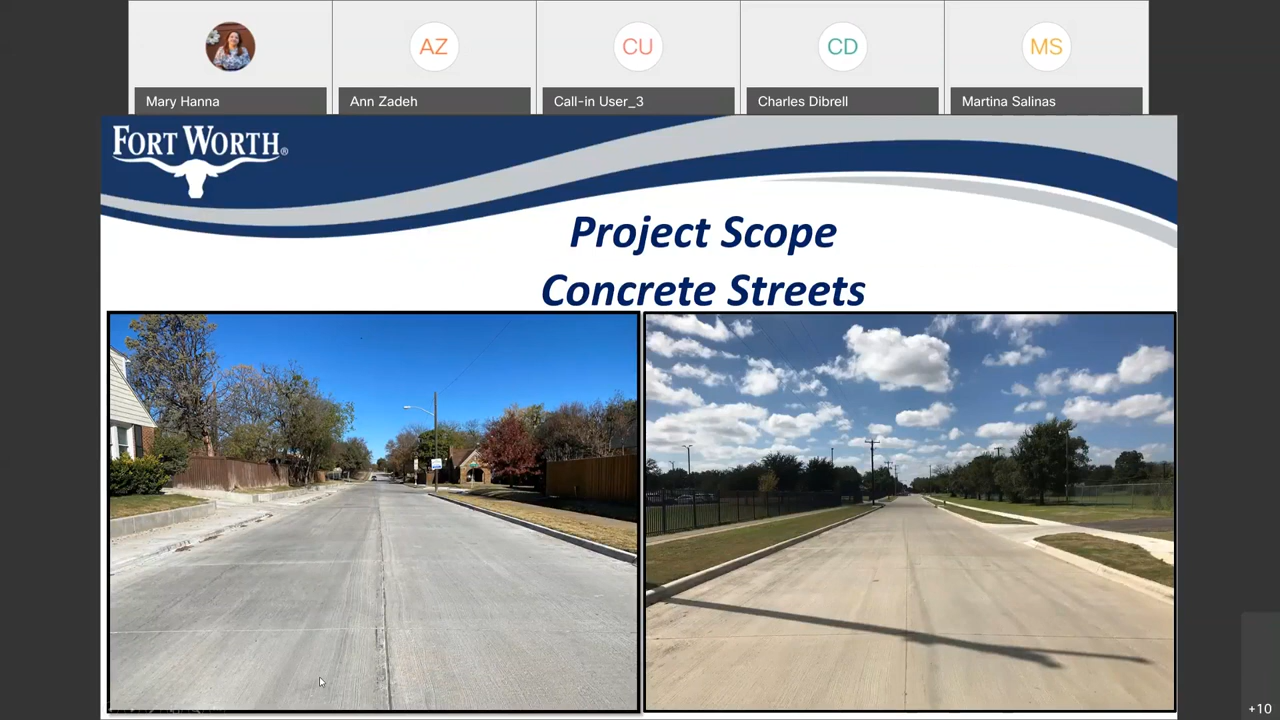 AZ
CU
CD
MS
Mary Hanna
Ann Zadeh
Call-in User_3
Charles Dibrell
Martina Salinas
FORT WORTH®
Project Scope
Concrete Streets
+10